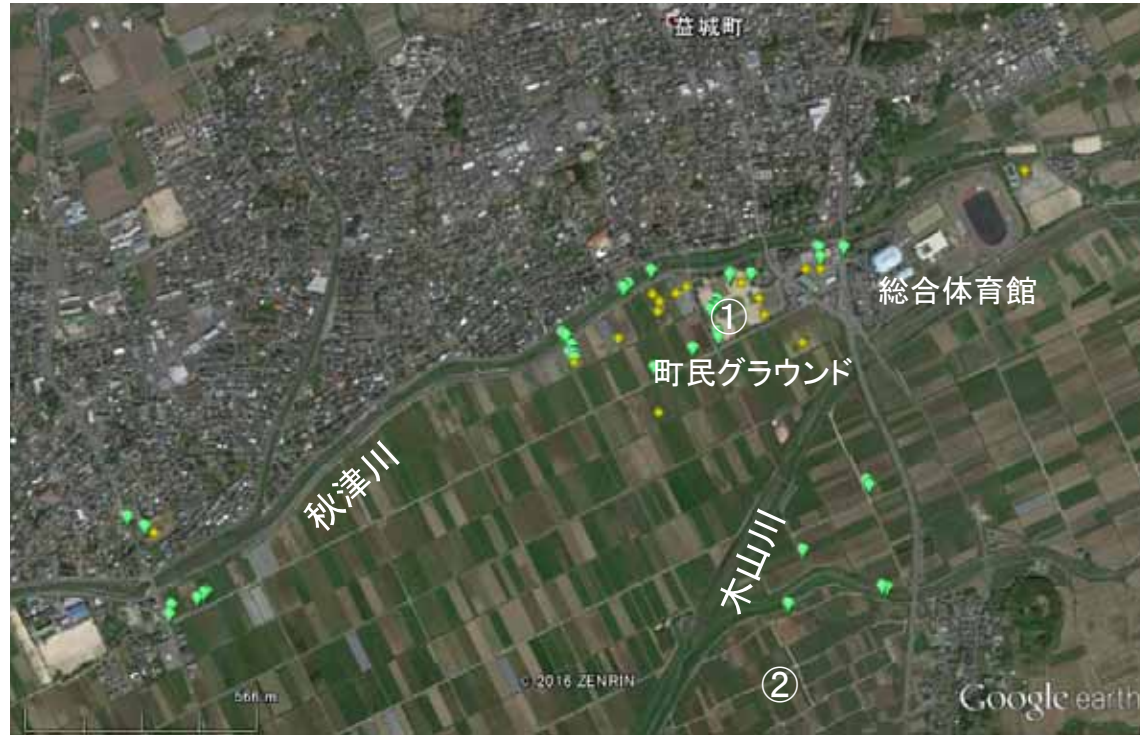 益城町
総合体育館
①
町民グラウンド
秋津川
木山川
② 
© 2016 ZENRIN
566 m
Google earth